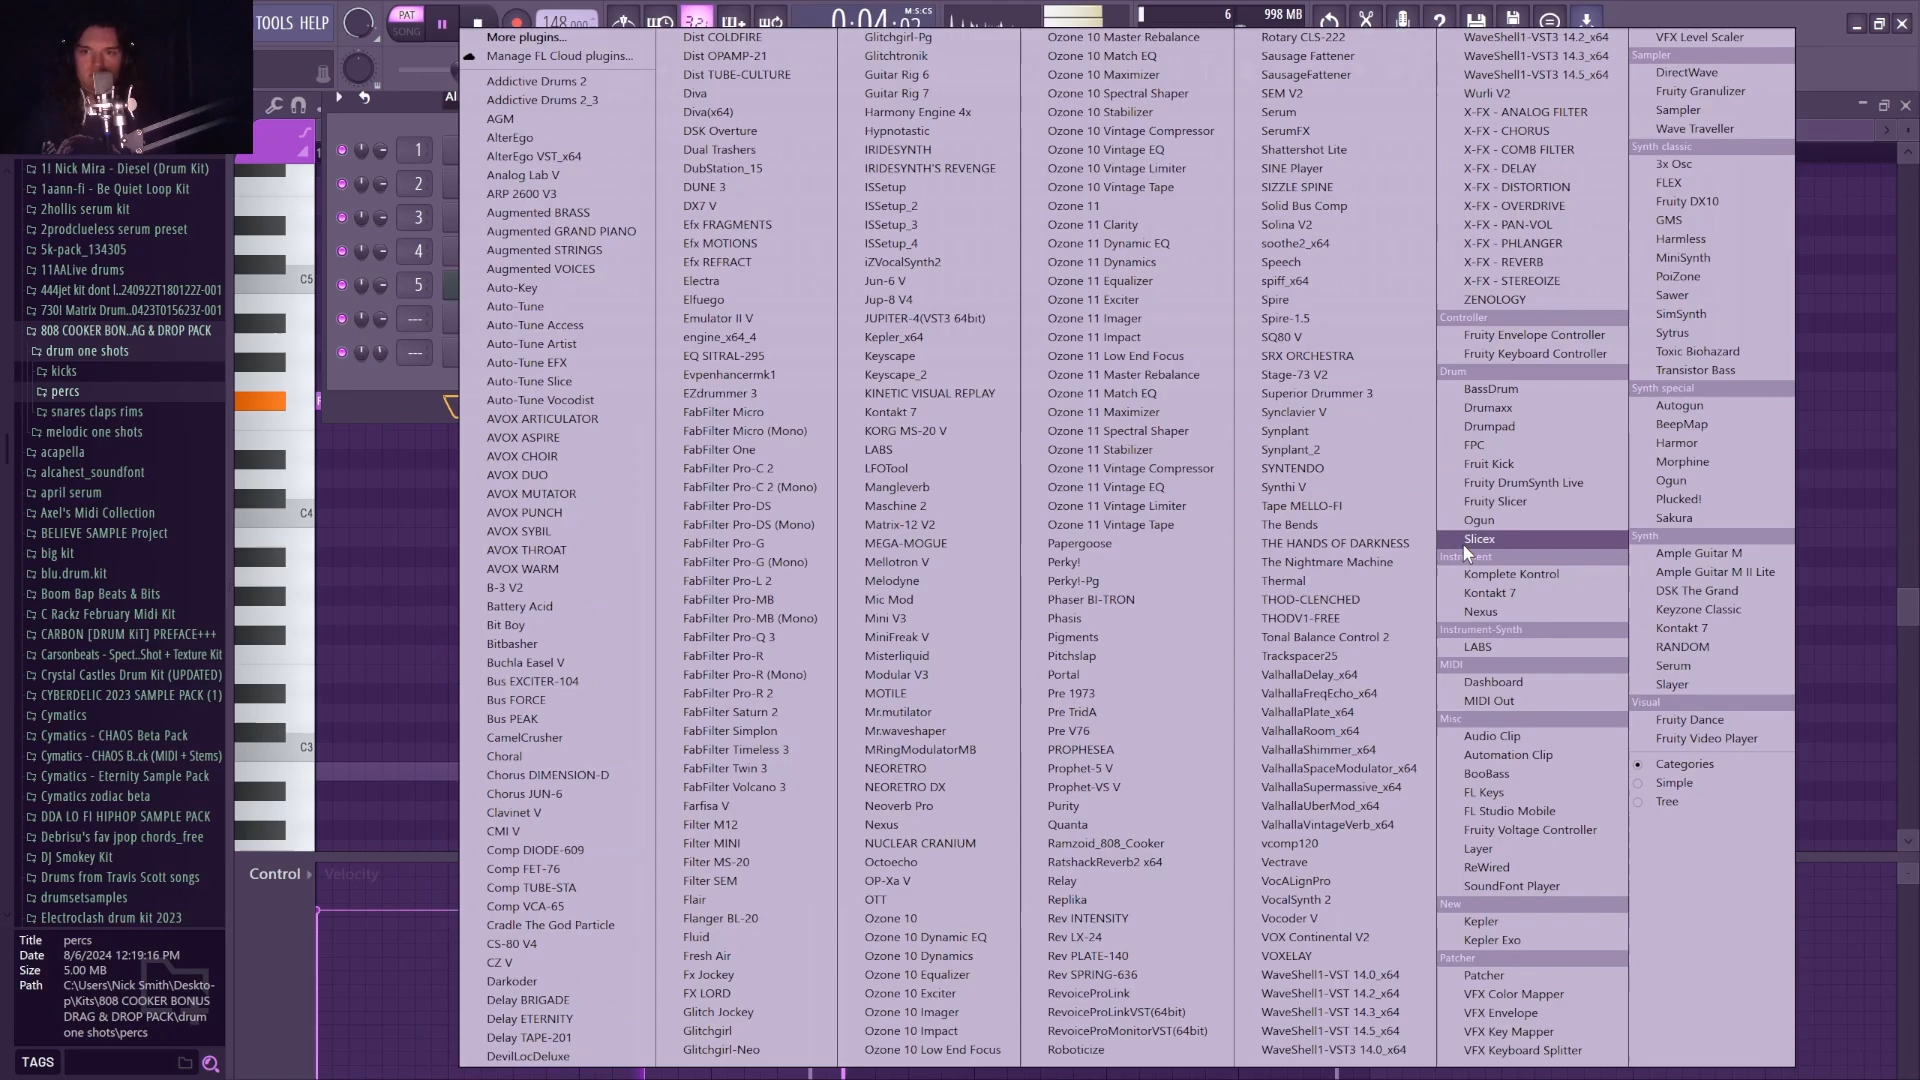 TOOLS HELP
PAT
SONG
148.000
3.2
0:04:02
M:S:CS
6
998 MB
1! Nick Mira - Diesel (Drum Kit)
1aann-fi - Be Quiet Loop Kit
2hollis serum kit
2prodclueless serum preset
5k-pack_134305
11AALive drums
444jet kit dont l..240922T180122Z-001
730I Matrix Drum..0423T015623Z-001
808 COOKER BON..AG & DROP PACK
drum one shots
kicks
percs
snares claps rims
melodic one shots
acapella
alcahest_soundfont
april serum
Axel's Midi Collection
BELIEVE SAMPLE Project
big kit
blu.drum.kit
Boom Bap Beats & Bits
C Rackz February Midi Kit
CARBON [DRUM KiT] PREFACE+++
Carsonbeats - Spect..Shot + Texture Kit
Crystal Castles Drum Kit (UPDATED)
CYBERDELIC 2023 SAMPLE PACK (1)
Cymatics
Cymatics - CHAOS Beta Pack
Cymatics - CHAOS B..ck (MIDI + Stems)
Cymatics - Eternity Sample Pack
Cymatics zodiac beta
DDA LO FI HIPHOP SAMPLE PACK
Debrisu's fav jpop chords_free
DJ Smokey Kit
Drums from Travis Scott songs
drumsetsamples
Electroclash drum kit 2023
Title percs
Date 8/6/2024 12:19:16 PM
Size 5.00 MB
Path C:\Users\Nick Smith\Deskto-
p\Kits\808 COOKER BONUS
DRAG & DROP PACK\drum
one shots\percs
TAGS
C5
C4
C3
Al
1
2
3
4
5
---
---
Control
Velocity
More plugins...
Manage FL Cloud plugins...
Addictive Drums 2
Addictive Drums 2_3
AGM
AlterEgo
AlterEgo VST_x64
Analog Lab V
ARP 2600 V3
Augmented BRASS
Augmented GRAND PIANO
Augmented STRINGS
Augmented VOICES
Auto-Key
Auto-Tune
Auto-Tune Access
Auto-Tune Artist
Auto-Tune EFX
Auto-Tune Slice
Auto-Tune Vocodist
AVOX ARTICULATOR
AVOX ASPIRE
AVOX CHOIR
AVOX DUO
AVOX MUTATOR
AVOX PUNCH
AVOX SYBIL
AVOX THROAT
AVOX WARM
B-3 V2
Battery Acid
Bit Boy
Bitbasher
Buchla Easel V
Bus EXCITER-104
Bus FORCE
Bus PEAK
CamelCrusher
Choral
Chorus DIMENSION-D
Chorus JUN-6
Clavinet V
CMI V
Comp DIODE-609
Comp FET-76
Comp TUBE-STA
Comp VCA-65
Cradle The God Particle
CS-80 V4
CZ V
Darkoder
Delay BRIGADE
Delay ETERNITY
Delay TAPE-201
DevilLocDeluxe
Dist COLDFIRE
Dist OPAMP-21
Dist TUBE-CULTURE
Diva
Diva(x64)
DSK Overture
Dual Trashers
DubStation_15
DUNE 3
DX7 V
Efx FRAGMENTS
Efx MOTIONS
Efx REFRACT
Electra
Elfuego
Emulator II V
engine_x64_4
EQ SITRAL-295
Evpenhancermk1
EZdrummer 3
FabFilter Micro
FabFilter Micro (Mono)
FabFilter One
FabFilter Pro-C 2
FabFilter Pro-C 2 (Mono)
FabFilter Pro-DS
FabFilter Pro-DS (Mono)
FabFilter Pro-G
FabFilter Pro-G (Mono)
FabFilter Pro-L 2
FabFilter Pro-MB
FabFilter Pro-MB (Mono)
FabFilter Pro-Q 3
FabFilter Pro-R
FabFilter Pro-R (Mono)
FabFilter Pro-R 2
FabFilter Saturn 2
FabFilter Simplon
FabFilter Timeless 3
FabFilter Twin 3
FabFilter Volcano 3
Farfisa V
Filter M12
Filter MINI
Filter MS-20
Filter SEM
Flair
Flanger BL-20
Fluid
Fresh Air
Fx Jockey
FX LORD
Glitch Jockey
Glitchgirl
Glitchgirl-Neo
Glitchgirl-Pg
Glitchtronik
Guitar Rig 6
Guitar Rig 7
Harmony Engine 4x
Hypnotastic
IRIDESYNTH
IRIDESYNTH'S REVENGE
ISSetup
ISSetup_2
ISSetup_3
ISSetup_4
iZVocalSynth2
Jun-6 V
Jup-8 V4
JUPITER-4(VST3 64bit)
Kepler_x64
Keyscape
Keyscape_2
KINETIC VISUAL REPLAY
Kontakt 7
KORG MS-20 V
LABS
LFOTool
Mangleverb
Maschine 2
Matrix-12 V2
MEGA-MOGUE
Mellotron V
Melodyne
Mic Mod
Mini V3
MiniFreak V
Misterliquid
Modular V3
MOTILE
Mr.mutilator
Mr.waveshaper
MRingModulatorMB
NEORETRO
NEORETRO DX
Neoverb Pro
Nexus
NUCLEAR CRANIUM
Octoecho
OP-Xa V
OTT
Ozone 10
Ozone 10 Dynamic EQ
Ozone 10 Dynamics
Ozone 10 Equalizer
Ozone 10 Exciter
Ozone 10 Imager
Ozone 10 Impact
Ozone 10 Low End Focus
Ozone 10 Master Rebalance
Ozone 10 Match EQ
Ozone 10 Maximizer
Ozone 10 Spectral Shaper
Ozone 10 Stabilizer
Ozone 10 Vintage Compressor
Ozone 10 Vintage EQ
Ozone 10 Vintage Limiter
Ozone 10 Vintage Tape
Ozone 11
Ozone 11 Clarity
Ozone 11 Dynamic EQ
Ozone 11 Dynamics
Ozone 11 Equalizer
Ozone 11 Exciter
Ozone 11 Imager
Ozone 11 Impact
Ozone 11 Low End Focus
Ozone 11 Master Rebalance
Ozone 11 Match EQ
Ozone 11 Maximizer
Ozone 11 Spectral Shaper
Ozone 11 Stabilizer
Ozone 11 Vintage Compressor
Ozone 11 Vintage EQ
Ozone 11 Vintage Limiter
Ozone 11 Vintage Tape
Papergoose
Perky!
Perky!-Pg
Phaser BI-TRON
Phasis
Pigments
Pitchslap
Portal
Pre 1973
Pre TridA
Pre V76
PROPHESEA
Prophet-5 V
Prophet-VS V
Purity
Quanta
Ramzoid_808_Cooker
RatshackReverb2 x64
Relay
Replika
Rev INTENSITY
Rev LX-24
Rev PLATE-140
Rev SPRING-636
RevoiceProLink
RevoiceProLinkVST(64bit)
RevoiceProMonitorVST(64bit)
Roboticize
Rotary CLS-222
Sausage Fattener
SausageFattener
SEM V2
Serum
SerumFX
Shattershot Lite
SINE Player
SIZZLE SPINE
Solid Bus Comp
Solina V2
soothe2_x64
Speech
spiff_x64
Spire
Spire-1.5
SQ80 V
SRX ORCHESTRA
Stage-73 V2
Superior Drummer 3
Synclavier V
Synplant
Synplant_2
SYNTENDO
Synthi V
Tape MELLO-FI
The Bends
THE HANDS OF DARKNESS
The Nightmare Machine
Thermal
THOD-CLENCHED
THODV1-FREE
Tonal Balance Control 2
Trackspacer25
ValhallaDelay_x64
ValhallaFreqEcho_x64
ValhallaPlate_x64
ValhallaRoom_x64
ValhallaShimmer_x64
ValhallaSpaceModulator_x64
ValhallaSupermassive_x64
ValhallaUberMod_x64
ValhallaVintageVerb_x64
vcomp120
Vectrave
VocALignPro
VocalSynth 2
Vocoder V
VOX Continental V2
VOXELAY
WaveShell1-VST 14.0_x64
WaveShell1-VST 14.2_x64
WaveShell1-VST 14.3_x64
WaveShell1-VST 14.5_x64
WaveShell1-VST3 14.0_x64
WaveShell1-VST3 14.2_x64
WaveShell1-VST3 14.3_x64
WaveShell1-VST3 14.5_x64
Wurli V2
X-FX - ANALOG FILTER
X-FX - CHORUS
X-FX - COMB FILTER
X-FX - DELAY
X-FX - DISTORTION
X-FX - OVERDRIVE
X-FX - PAN-VOL
X-FX - PHLANGER
X-FX - REVERB
X-FX - STEREOIZE
ZENOLOGY
Controller
Fruity Envelope Controller
Fruity Keyboard Controller
Drum
BassDrum
Drumaxx
Drumpad
FPC
Fruit Kick
Fruity DrumSynth Live
Fruity Slicer
Ogun
Slicex
Instrument
Komplete Kontrol
Kontakt 7
Nexus
Instrument-Synth
LABS
MIDI
Dashboard
MIDI Out
Misc
Audio Clip
Automation Clip
BooBass
FL Keys
FL Studio Mobile
Fruity Voltage Controller
Layer
ReWired
SoundFont Player
New
Kepler
Kepler Exo
Patcher
Patcher
VFX Color Mapper
VFX Envelope
VFX Key Mapper
VFX Keyboard Splitter
VFX Level Scaler
Sampler
DirectWave
Fruity Granulizer
Sampler
Wave Traveller
Synth classic
3x Osc
FLEX
Fruity DX10
GMS
Harmless
MiniSynth
PoiZone
Sawer
SimSynth
Sytrus
Toxic Biohazard
Transistor Bass
Synth special
Autogun
BeepMap
Harmor
Morphine
Ogun
Plucked!
Sakura
Synth
Ample Guitar M
Ample Guitar M II Lite
DSK The Grand
Keyzone Classic
Kontakt 7
RANDOM
Serum
Slayer
Visual
Fruity Dance
Fruity Video Player
Categories
Simple
Tree